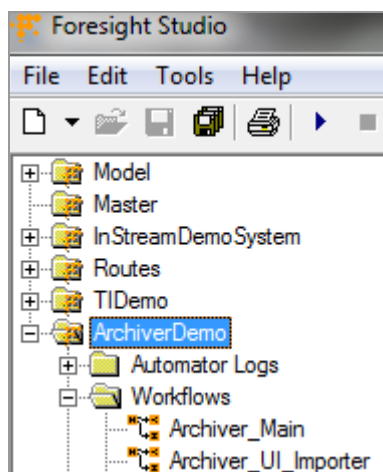 Foresight Studio
File Edit Tools Help
Model
Master
InStreamDemoSystem
Routes
TIDemo
ArchiverDemo
Automator Logs
Workflows
Archiver_Main
Archiver_UI_Importer